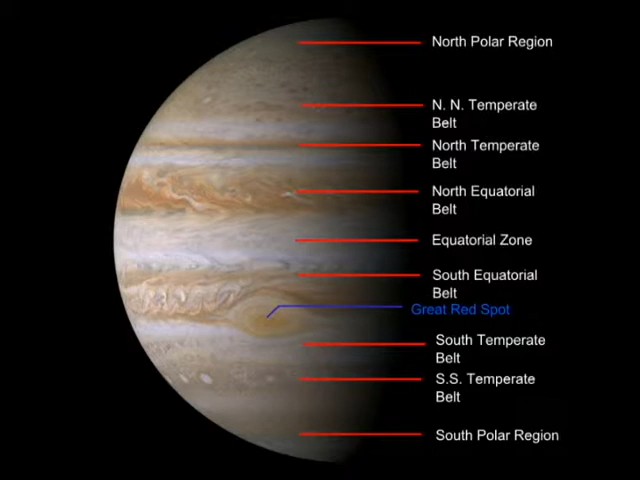 North Polar Region
N. N. Temperate
Belt
North Temperate
Belt
North Equatorial
Belt
Equatorial Zone
South Equatorial
Belt
Great Red Spot
South Temperate
Belt
S.S. Temperate
Belt
South Polar Region